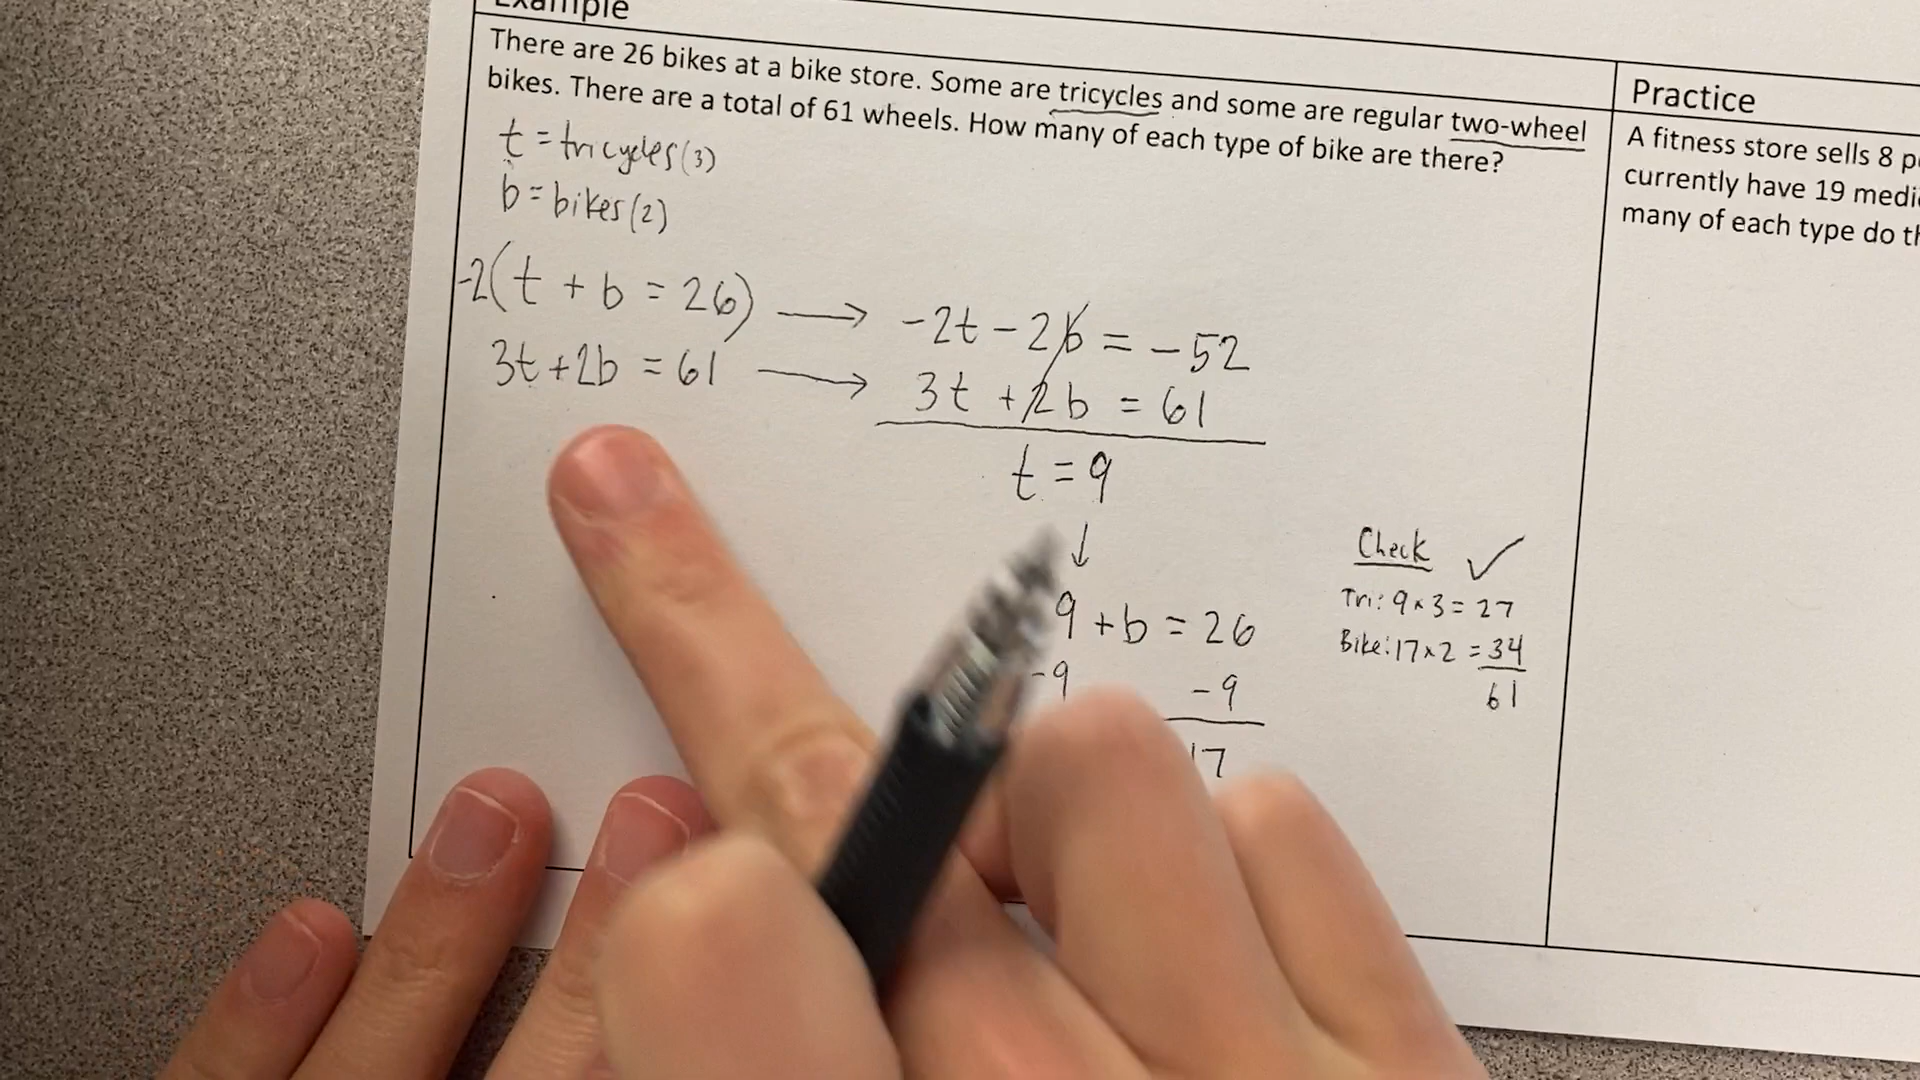 Example
There are 26 bikes at a bike store. Some are tricycles and some are regular two-wheel
bikes. There are a total of 61 wheels. How many of each type of bike are there?
t = tricycles (3)
b = bikes (2)
-2(t + b = 26) → -2t - 2b = -52
3t + 2b = 61 → 3t + 2b = 61
t = 9
↓
9 + b = 26
-9 -9
17
Check ✓
Tri: 9 x 3 = 27
Bike: 17 x 2 = 34
61
Practice
A fitness store sells 8
currently have 19
many of each type do